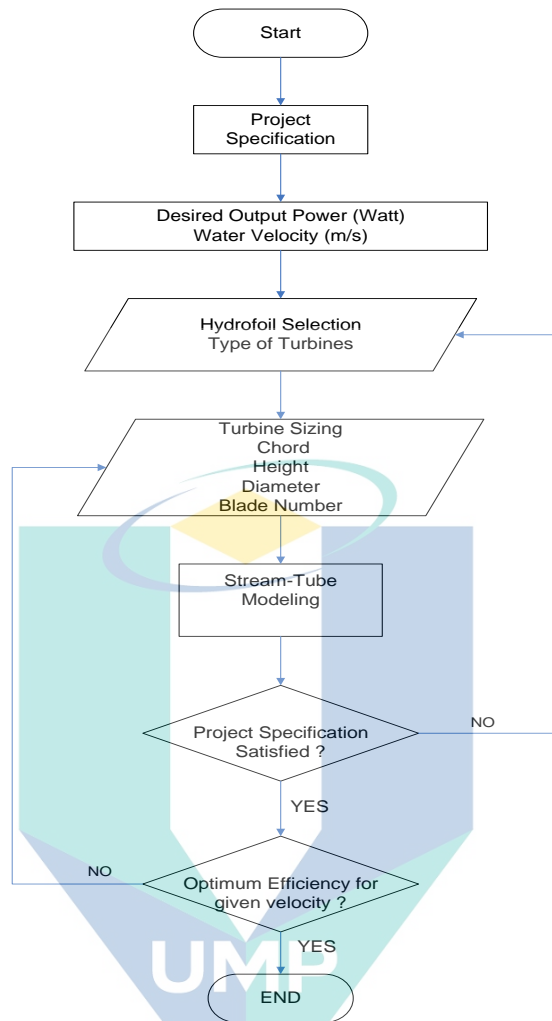 Start
Project
Specification
Desired Output Power (Watt)
Water Velocity (m/s)
Hydrofoil Selection
Type of Turbines
Turbine Sizing
Chord
Height
Diameter
Blade Number
Stream-Tube
Modeling
Project Specification
Satisfied ?
NO
YES
NO
Optimum Efficiency for
given velocity ?
YES
UMP
END